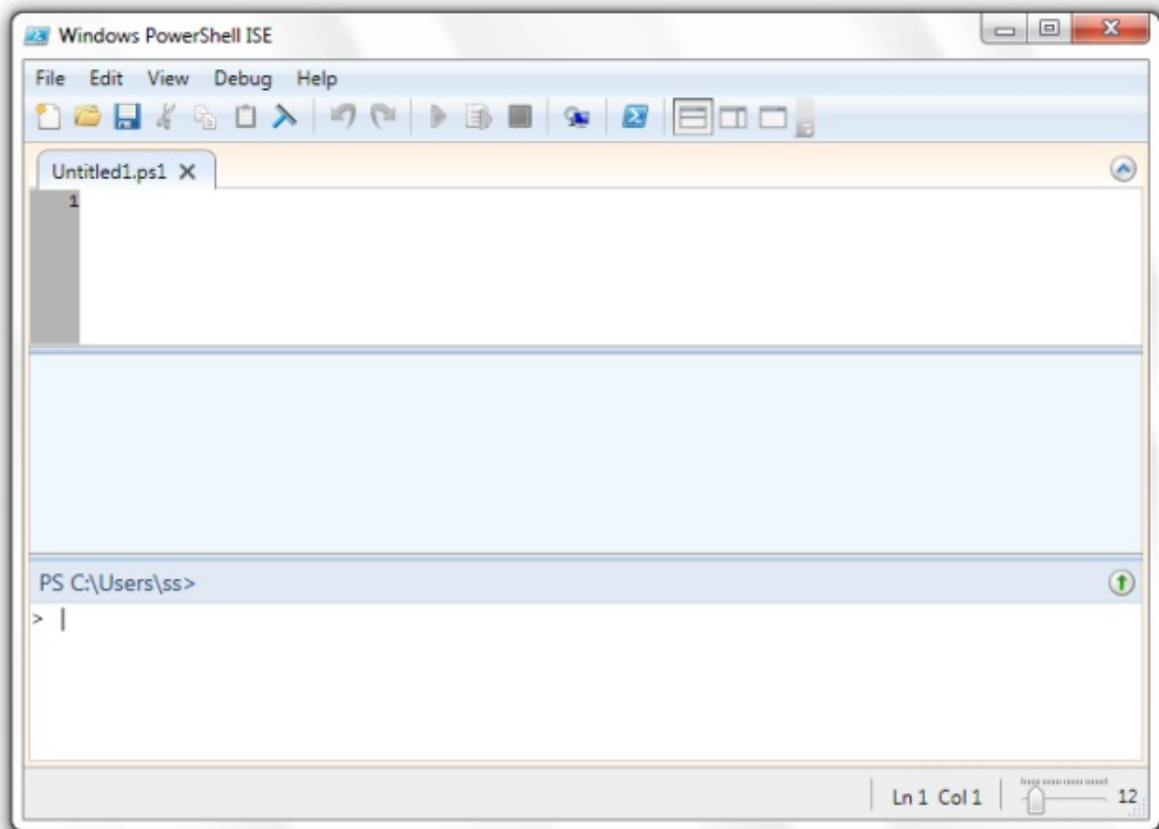 Windows PowerShell ISE
File Edit View Debug Help
Untitled1.ps1
1
PS C:\Users\ss>
>
Ln 1 Col 1 12